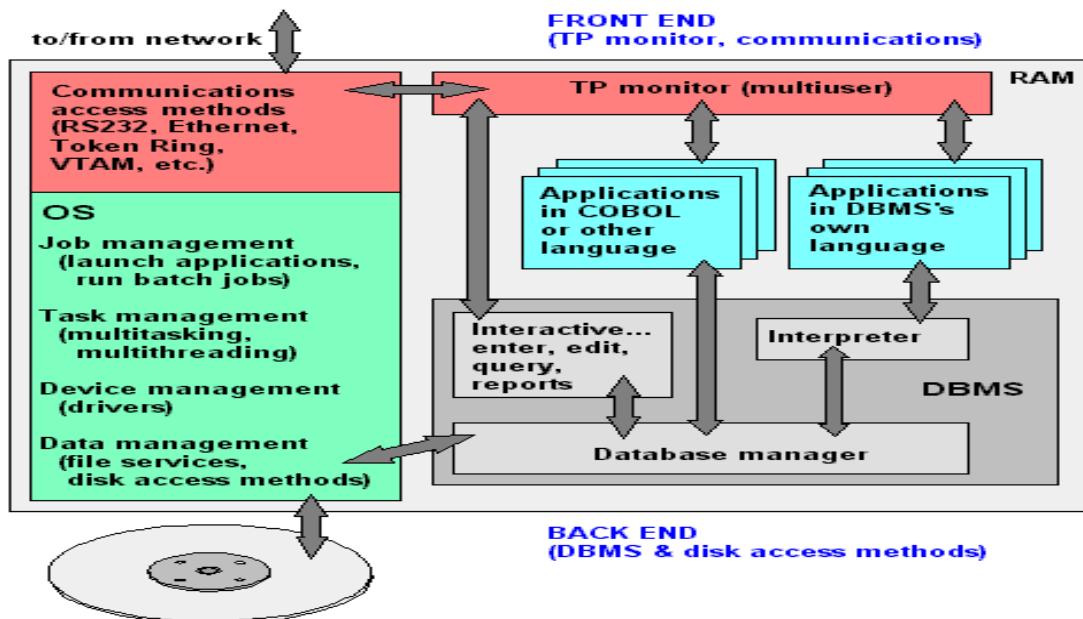 FRONT END
(TP monitor, communications)
to/from network
RAM
Communications
access methods
(RS232, Ethernet,
Token Ring,
VTAM, etc.)
TP monitor (multiuser)
OS
Job management
(launch applications,
run batch jobs)
Task management
(multitasking,
multithreading)
Device management
(drivers)
Data management
(file services,
disk access methods)
Applications
in COBOL
or other
language
Applications
in DBMS's
own
language
Interactive...
enter, edit,
query,
reports
Interpreter
DBMS
Database manager
BACK END
(DBMS & disk access methods)